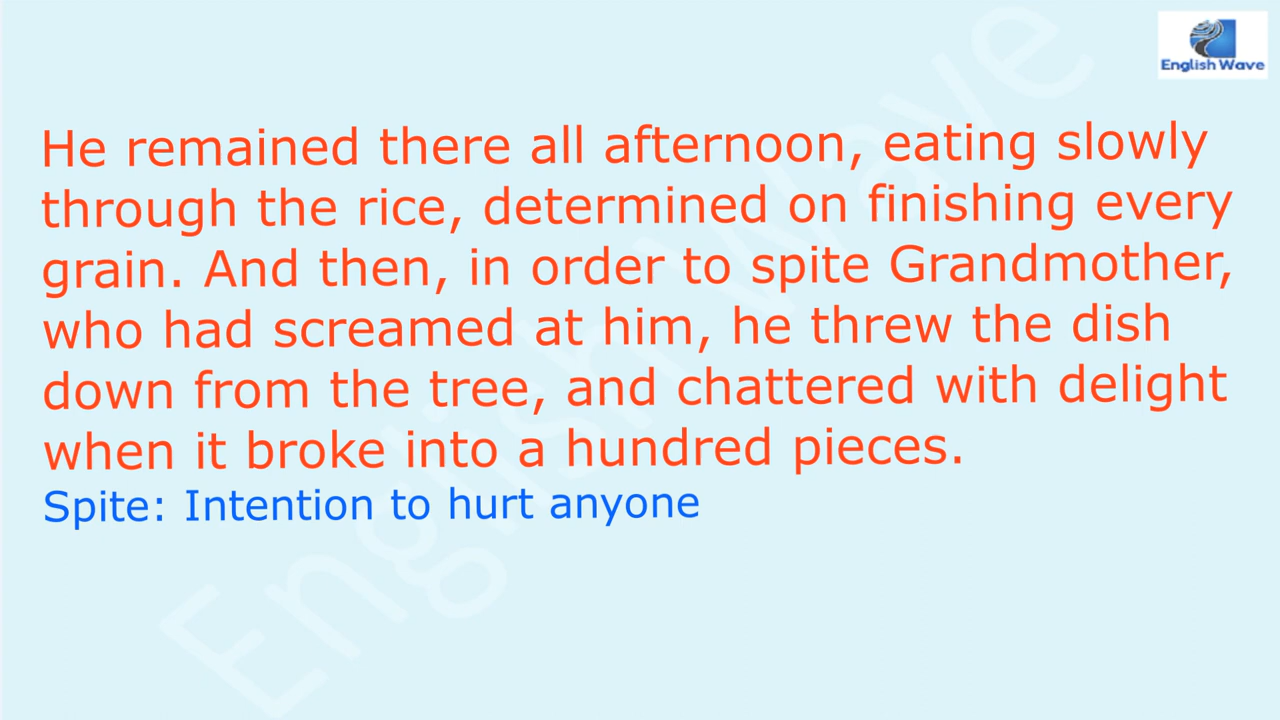 English Wave
He remained there all afternoon, eating slowly
through the rice, determined on finishing every
grain. And then, in order to spite Grandmother,
who had screamed at him, he threw the dish
down from the tree, and chattered with delight
when it broke into a hundred pieces.
Spite: Intention to hurt anyone
English Wave